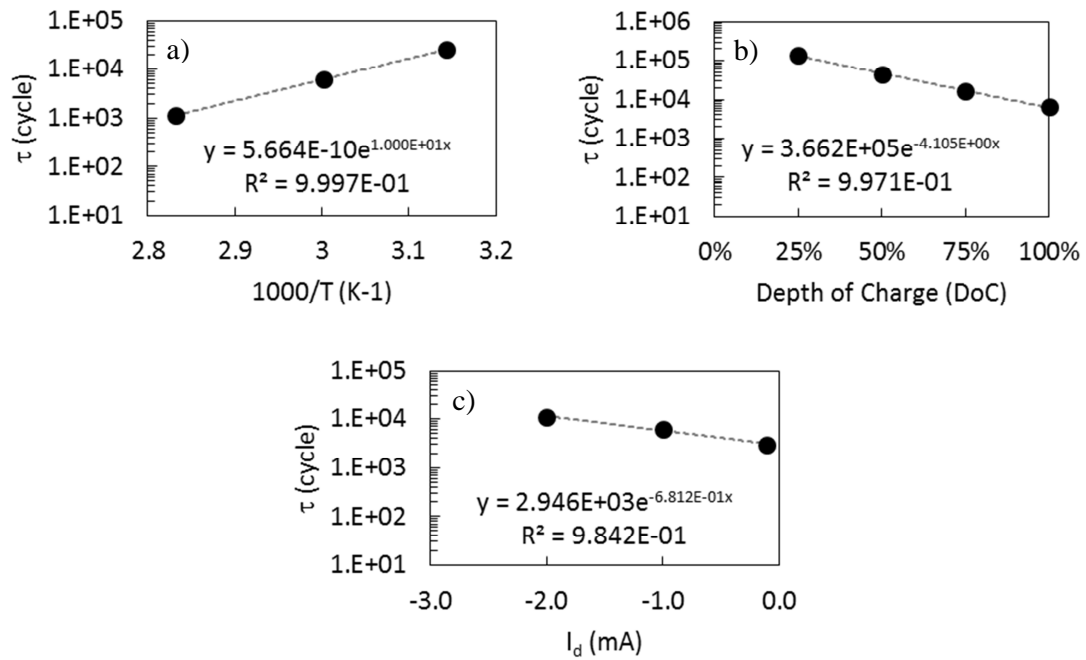 a)
1.E+05
1.E+04
1.E+03
1.E+02
1.E+01
τ (cycle)
y = 5.664E-10e^1.000E+01x
R² = 9.997E-01
2.8 2.9 3 3.1 3.2
1000/T (K-1)
b)
1.E+06
1.E+05
1.E+04
1.E+03
1.E+02
1.E+01
τ (cycle)
y = 3.662E+05e^-4.105E+00x
R² = 9.971E-01
0% 25% 50% 75% 100%
Depth of Charge (DoC)
c)
1.E+05
1.E+04
1.E+03
1.E+02
1.E+01
τ (cycle)
y = 2.946E+03e^-6.812E-01x
R² = 9.842E-01
-3.0 -2.0 -1.0 0.0
I_d (mA)